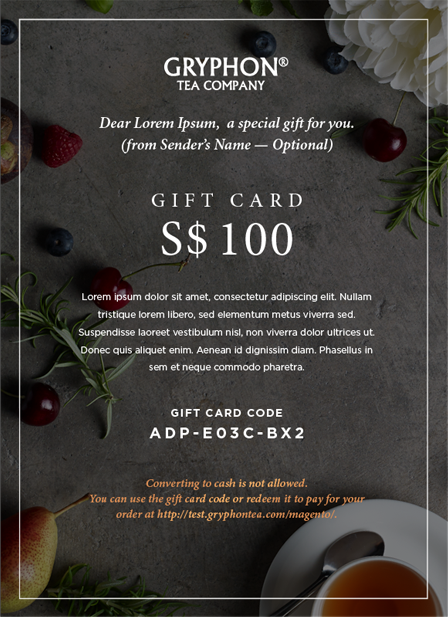 GRYPHON®
TEA COMPANY
Dear Lorem Ipsum, a special gift for you.
(from Sender's Name — Optional)
GIFT CARD
S$ 100
Lorem ipsum dolor sit amet, consectetur adipiscing elit. Nullam
tristique lorem libero, sed elementum metus viverra sed.
Suspendisse laoreet vestibulum nisl, non viverra dolor ultrices ut.
Donec quis aliquet enim. Aenean id dignissim diam. Phasellus in
sem et neque commodo pharetra.
GIFT CARD CODE
ADP-E03C-BX2
Converting to cash is not allowed.
You can use the gift card code or redeem it to pay for your
order at http://test.gryphontea.com/magento/.